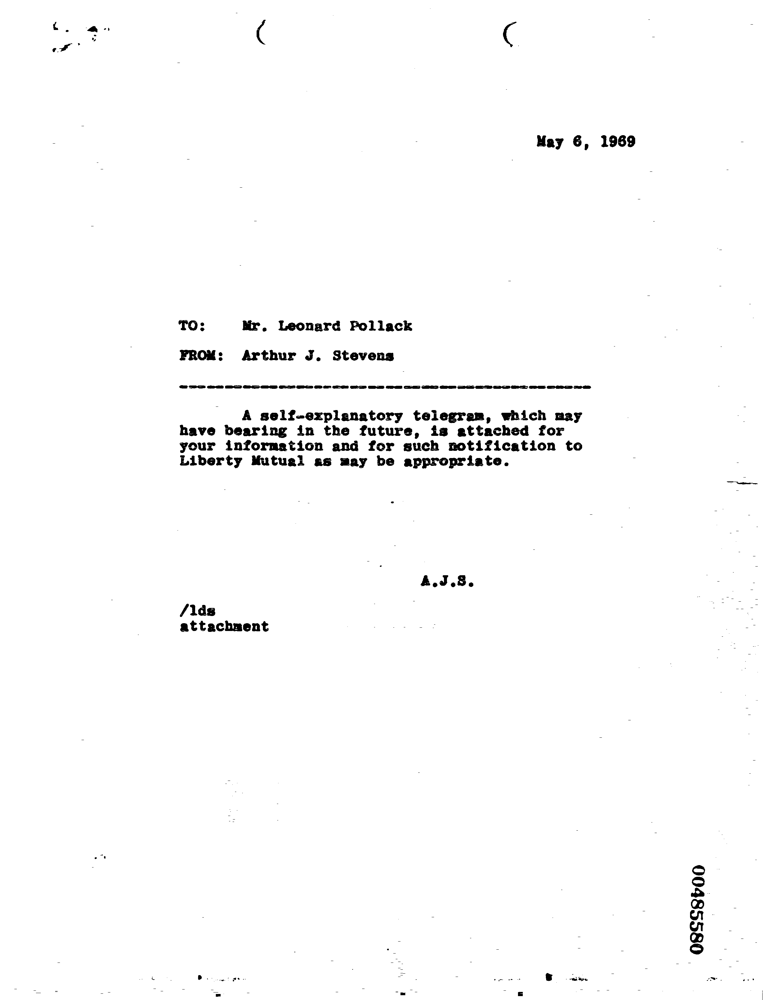 May 6, 1969
TO: Mr. Leonard Pollack
FROM: Arthur J. Stevens
A self-explanatory telegram, which may
have bearing in the future, is attached for
your information and for such notification to
Liberty Mutual as may be appropriate.
A.J.S.
/lds
attachment
00485580